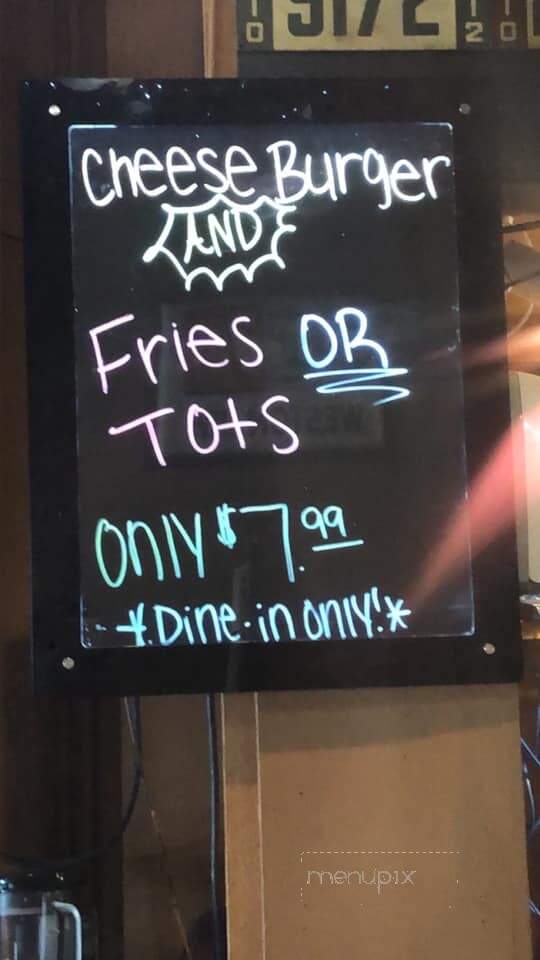 Cheese Burger
AND
Fries OR
Tots
Only $7.99
*Dine-in only!*
menupix